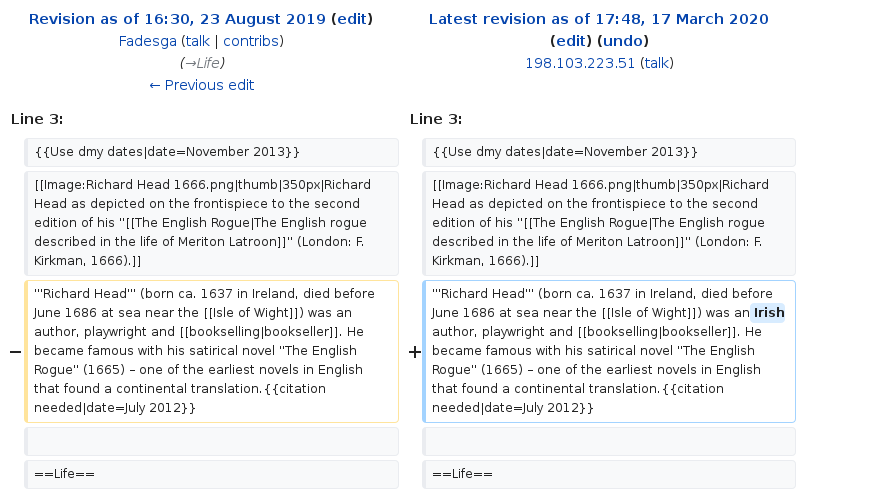 Revision as of 16:30, 23 August 2019 (edit)
Fadesga (talk | contribs)
(→Life)
← Previous edit
Latest revision as of 17:48, 17 March 2020
(edit) (undo)
198.103.223.51 (talk)
Line 3:
Line 3:
{{Use dmy dates|date=November 2013}}
{{Use dmy dates|date=November 2013}}
[[Image:Richard Head 1666.png|thumb|350px|Richard
Head as depicted on the frontispiece to the second
edition of his ''[[The English Rogue|The English rogue
described in the life of Meriton Latroon]]'' (London: F.
Kirkman, 1666).]]
[[Image:Richard Head 1666.png|thumb|350px|Richard
Head as depicted on the frontispiece to the second
edition of his ''[[The English Rogue|The English rogue
described in the life of Meriton Latroon]]'' (London: F.
Kirkman, 1666).]]
−
'''Richard Head''' (born ca. 1637 in Ireland, died before
June 1686 at sea near the [[Isle of Wight]]) was an
author, playwright and [[bookselling|bookseller]]. He
became famous with his satirical novel ''The English
Rogue'' (1665) – one of the earliest novels in English
that found a continental translation.{{citation
needed|date=July 2012}}
+
'''Richard Head''' (born ca. 1637 in Ireland, died before
June 1686 at sea near the [[Isle of Wight]]) was an Irish
author, playwright and [[bookselling|bookseller]]. He
became famous with his satirical novel ''The English
Rogue'' (1665) – one of the earliest novels in English
that found a continental translation.{{citation
needed|date=July 2012}}
==Life==
==Life==